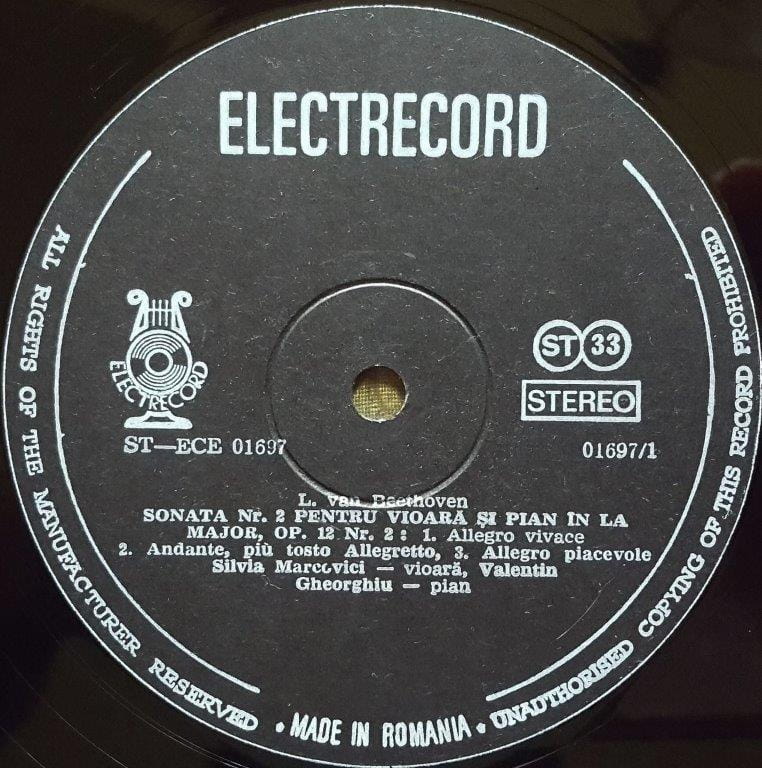 ELECTRECORD
ELECTRECORD
ST—ECE 01697
ST 33
STEREO
01697/1
L. van Beethoven
SONATA Nr. 2 PENTRU VIOARĂ ȘI PIAN ÎN LA
MAJOR, OP. 12 Nr. 2 : 1. Allegro vivace
2. Andante, più tosto Allegretto, 3. Allegro piacevole
Silvia Marcovici — vioară, Valentin
Gheorghiu — pian
ALL RIGHTS OF THE MANUFACTURER RESERVED • MADE IN ROMANIA • UNAUTHORISED COPYING OF THIS RECORD PROHIBITED